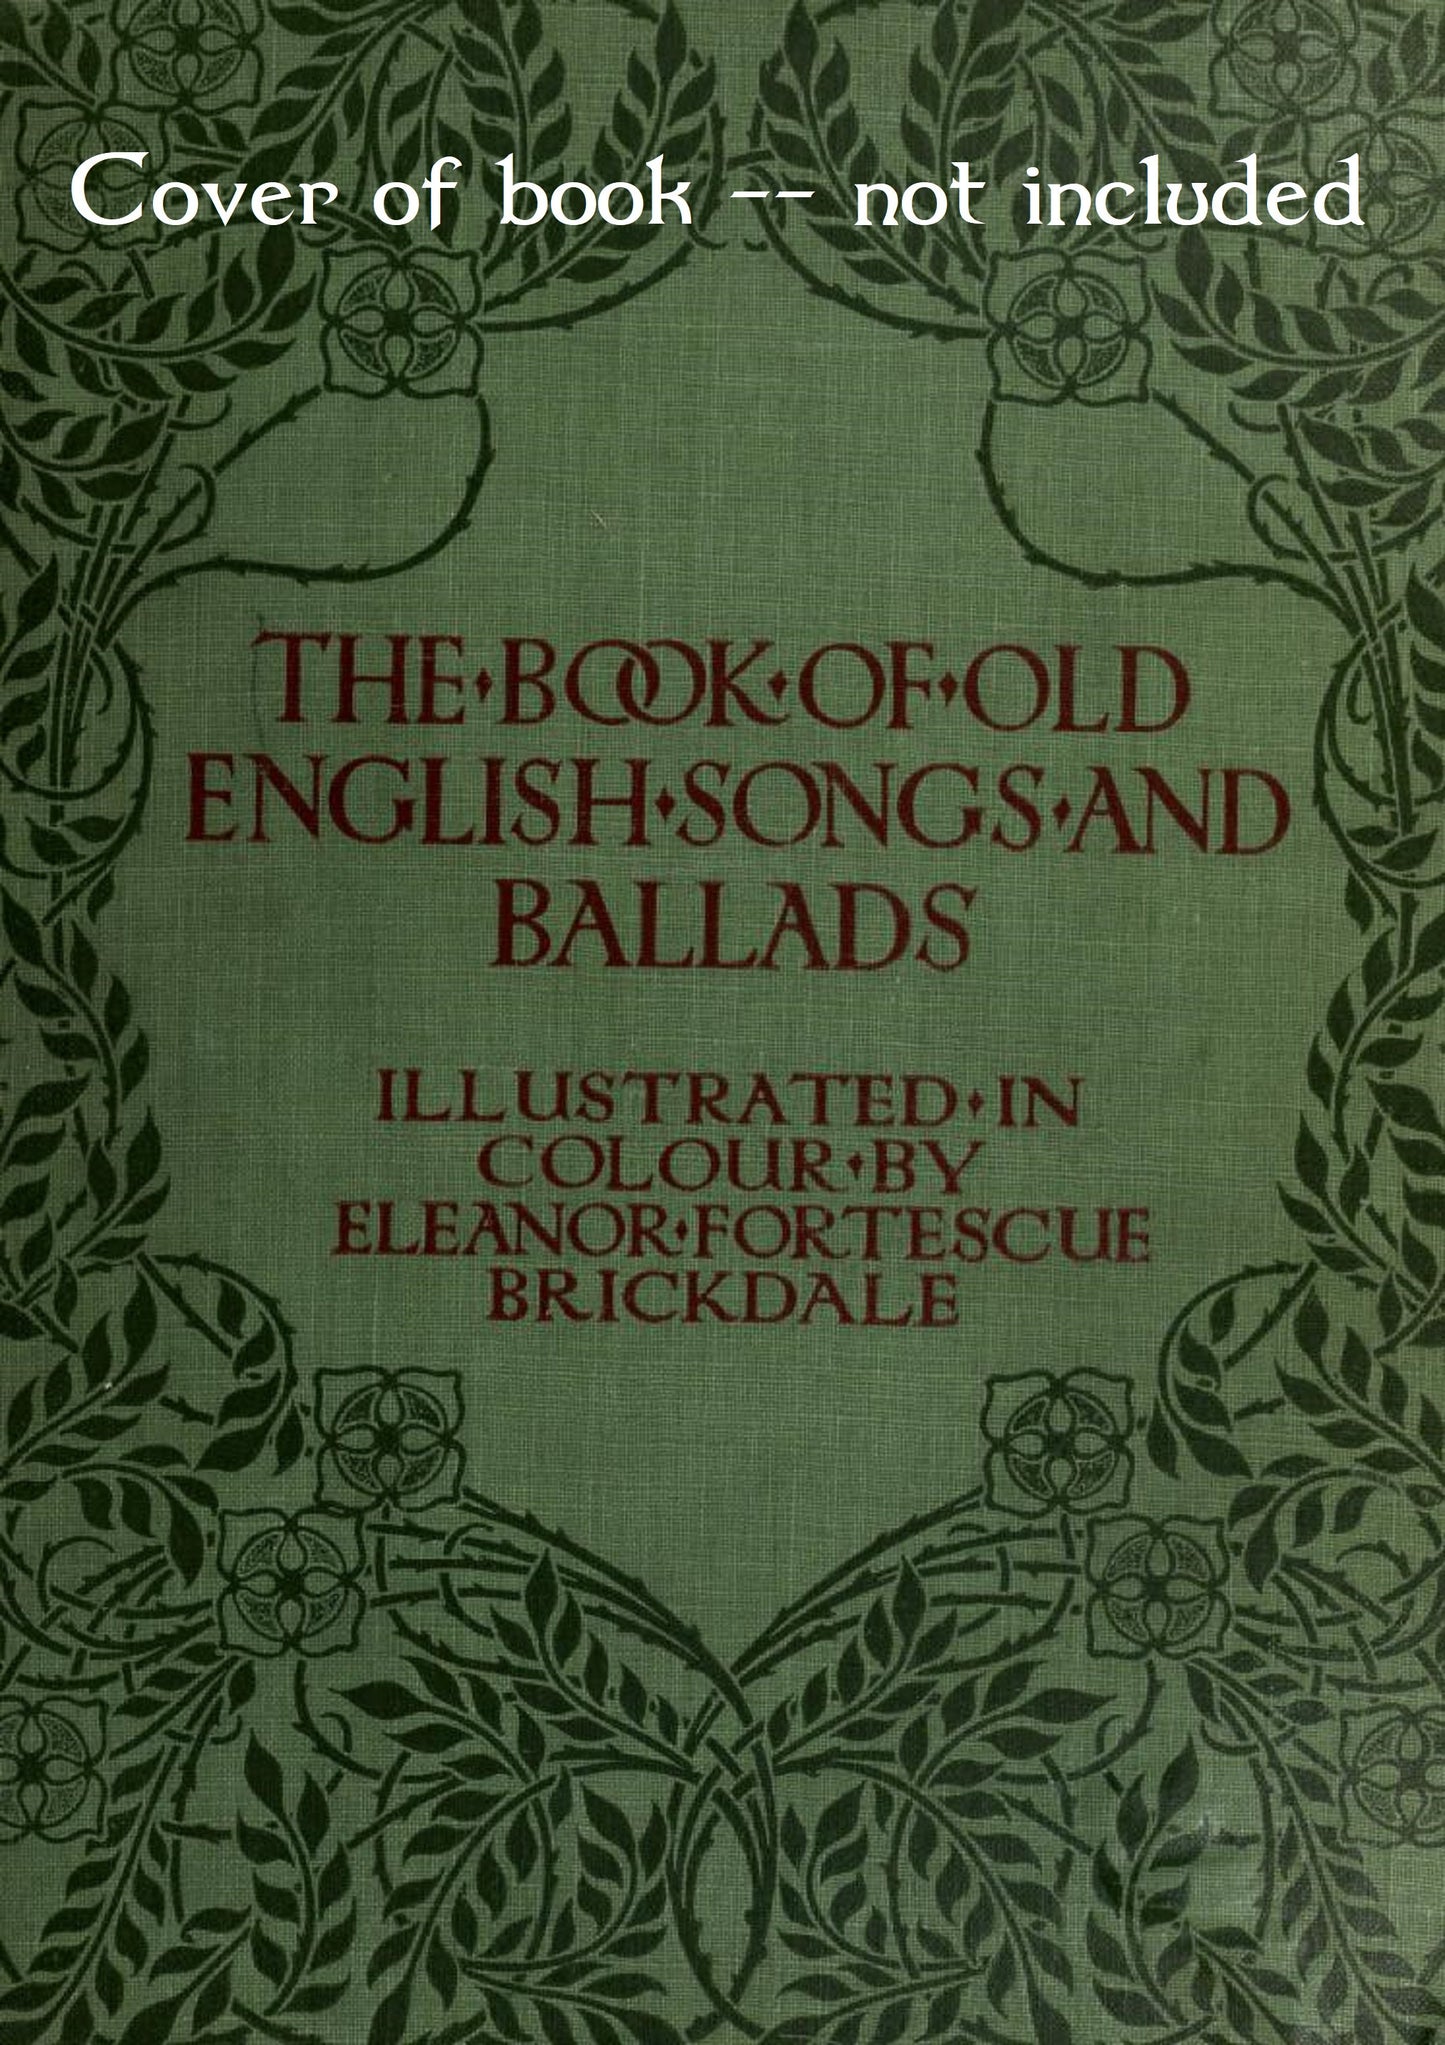 Cover of book -- not included
THE·BOOK·OF·OLD
ENGLISH·SONGS·AND
BALLADS
ILLUSTRATED·IN
COLOUR·BY
ELEANOR·FORTESCUE
BRICKDALE